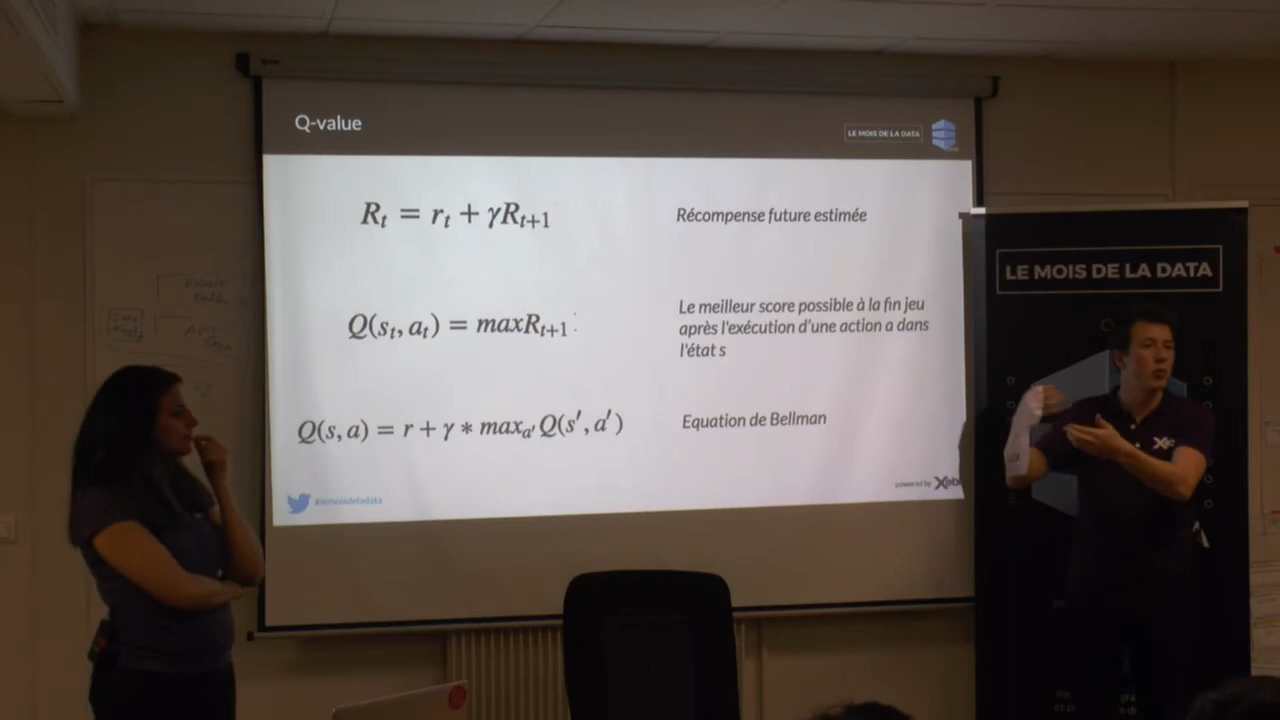 Q-value
LE MOIS DE LA DATA
R_t = r_t + γR_{t+1}
Récompense future estimée
Q(s_t, a_t) = maxR_{t+1}
Le meilleur score possible à la fin jeu
après l'exécution d'une action a dans
l'état s
Q(s, a) = r + γ * max_{a'} Q(s', a')
Equation de Bellman
#lemoisdeladata
powered by Xebi
LE MOIS DE LA DATA
Xe